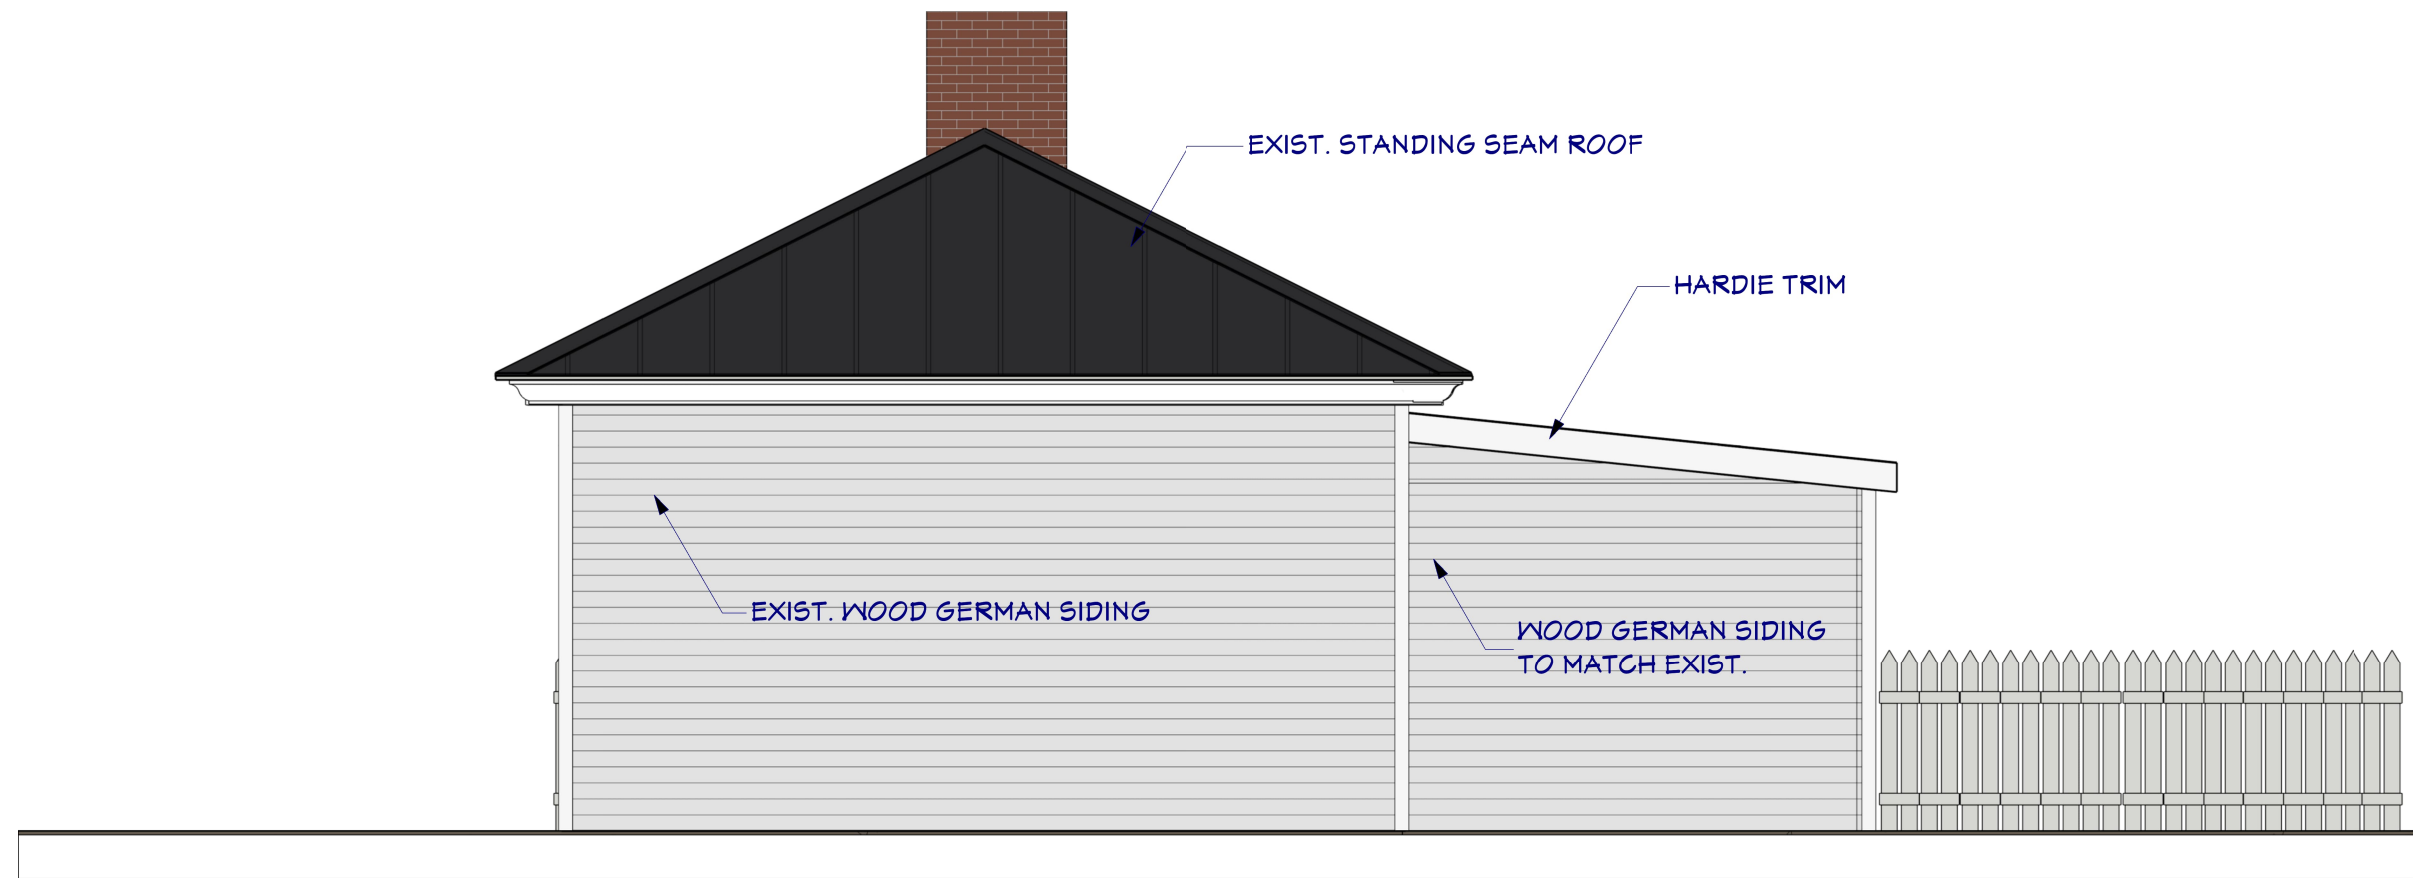 EXIST. STANDING SEAM ROOF
HARDIE TRIM
EXIST. WOOD GERMAN SIDING
WOOD GERMAN SIDING
TO MATCH EXIST.